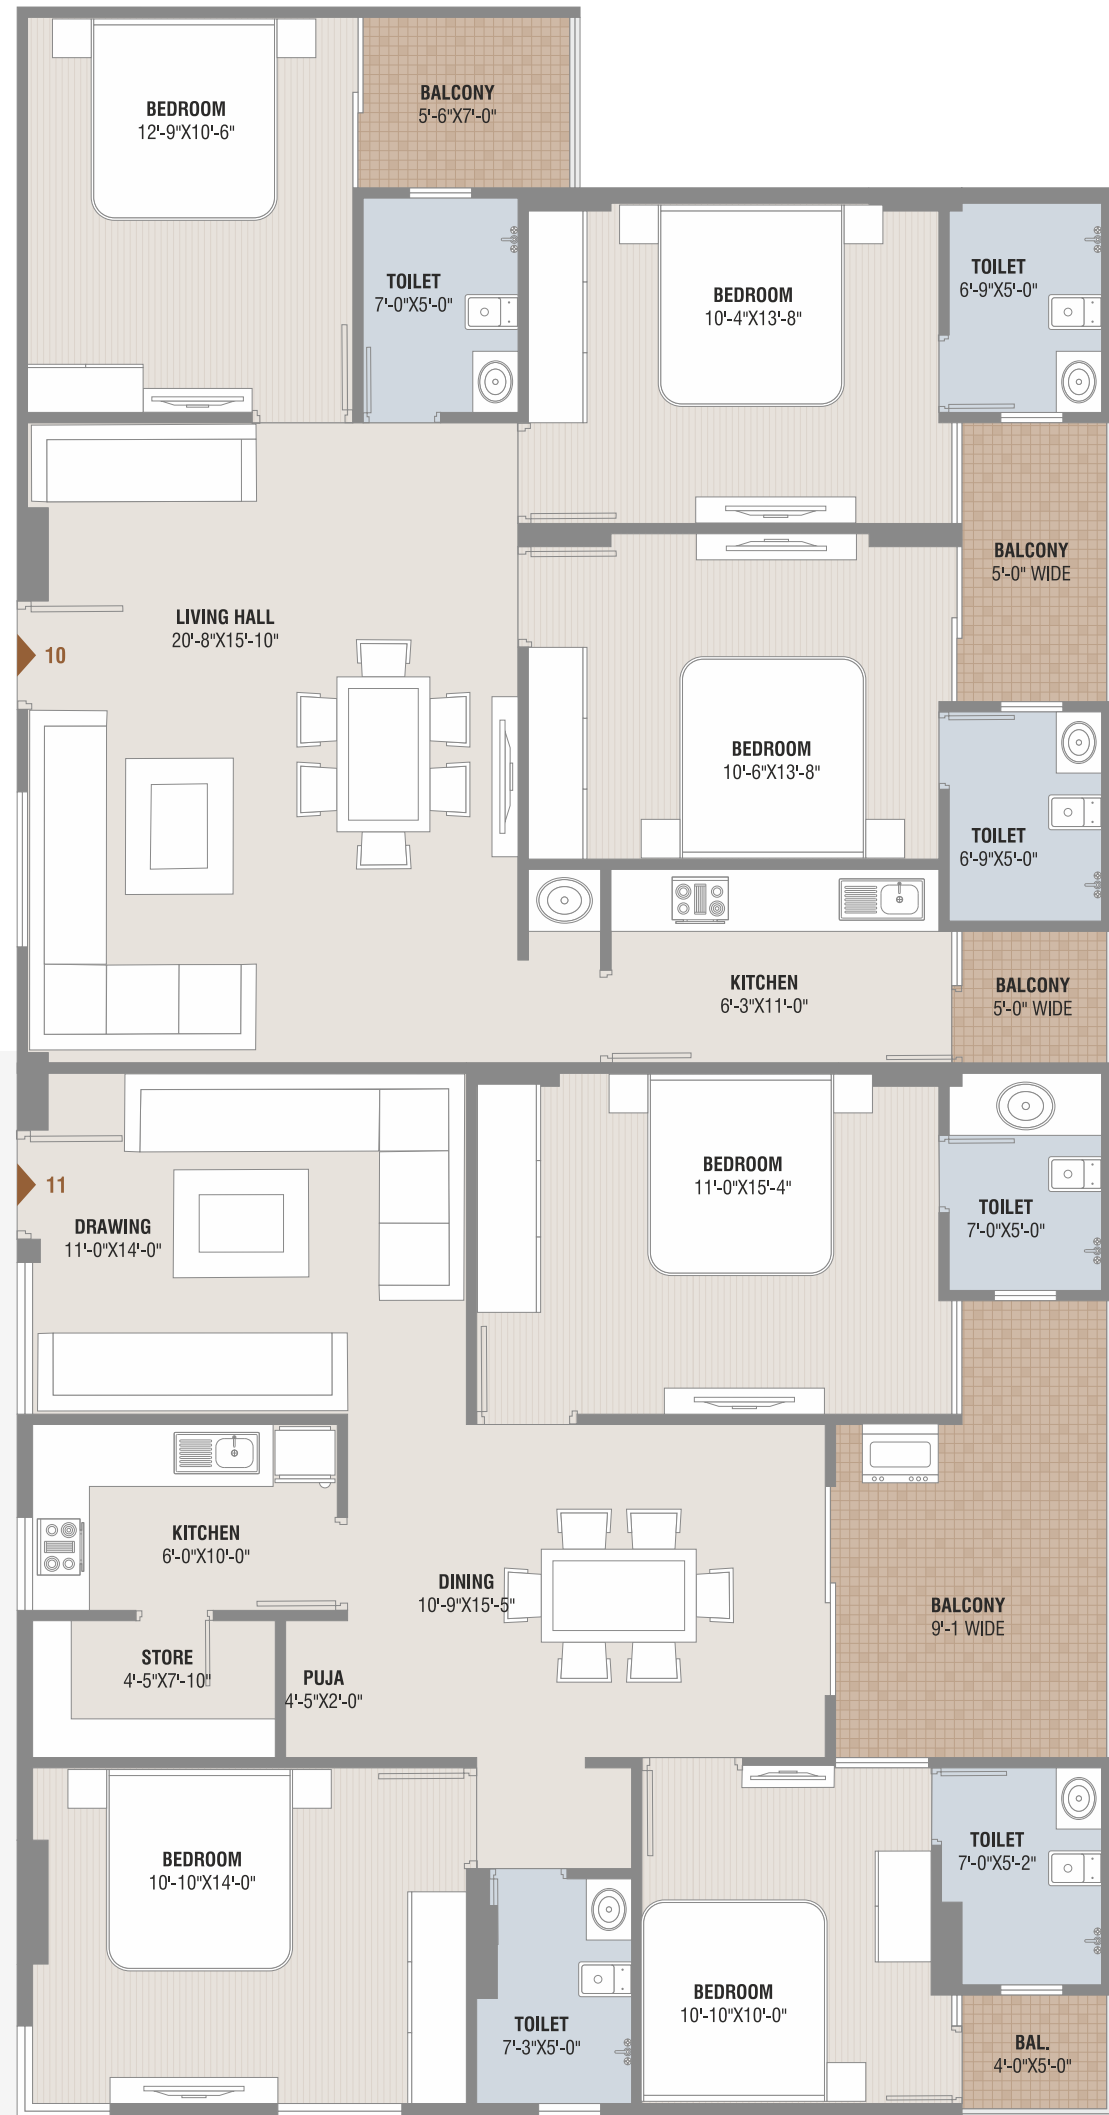 BEDROOM
12'-9"X10'-6"
BALCONY
5'-6"X7'-0"
TOILET
7'-0"X5'-0"
BEDROOM
10'-4"X13'-8"
TOILET
6'-9"X5'-0"
BALCONY
5'-0" WIDE
LIVING HALL
20'-8"X15'-10"
10
BEDROOM
10'-6"X13'-8"
TOILET
6'-9"X5'-0"
KITCHEN
6'-3"X11'-0"
BALCONY
5'-0" WIDE
11
DRAWING
11'-0"X14'-0"
BEDROOM
11'-0"X15'-4"
TOILET
7'-0"X5'-0"
KITCHEN
6'-0"X10'-0"
DINING
10'-9"X15'-5"
BALCONY
9'-1 WIDE
STORE
4'-5"X7'-10"
PUJA
4'-5"X2'-0"
BEDROOM
10'-10"X14'-0"
TOILET
7'-0"X5'-2"
TOILET
7'-3"X5'-0"
BEDROOM
10'-10"X10'-0"
BAL.
4'-0"X5'-0"